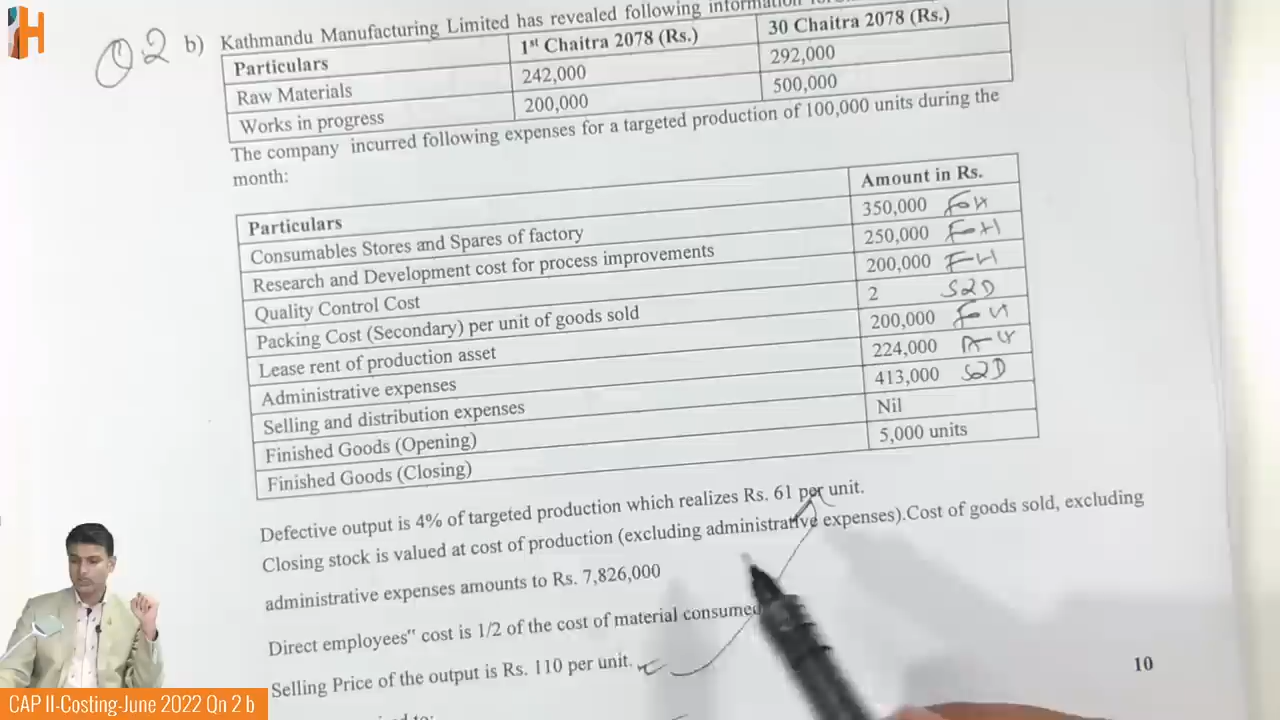 H
Q2 b) Kathmandu Manufacturing Limited has revealed following information
Particulars 1st Chaitra 2078 (Rs.) 30 Chaitra 2078 (Rs.)
Raw Materials 242,000 292,000
Works in progress 200,000 500,000
The company incurred following expenses for a targeted production of 100,000 units during the
month:
Particulars Amount in Rs.
Consumables Stores and Spares of factory 350,000 FOH
Research and Development cost for process improvements 250,000 FOH
Quality Control Cost 200,000 FOH
Packing Cost (Secondary) per unit of goods sold 2 S&D
Lease rent of production asset 200,000 FOH
Administrative expenses 224,000
Selling and distribution expenses 413,000 S&D
Finished Goods (Opening) Nil
Finished Goods (Closing) 5,000 units
Defective output is 4% of targeted production which realizes Rs. 61 per unit.
Closing stock is valued at cost of production (excluding administrative expenses).Cost of goods sold, excluding
administrative expenses amounts to Rs. 7,826,000
Direct employees" cost is 1/2 of the cost of material consumed
Selling Price of the output is Rs. 110 per unit.
10
CAP II-Costing-June 2022 Qn 2 b